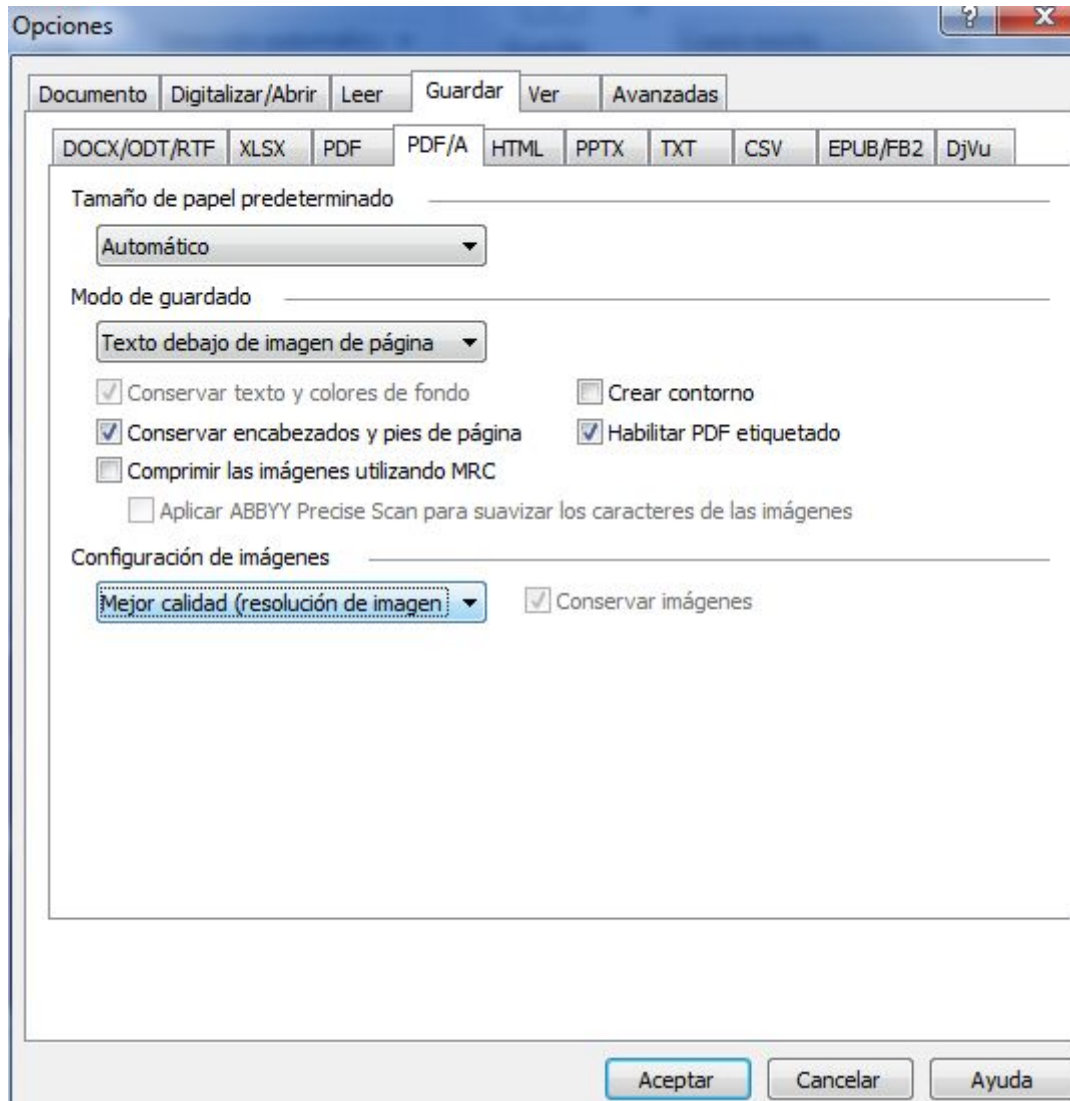 Opciones
Documento Digitalizar/Abrir Leer Guardar Ver Avanzadas
DOCX/ODT/RTF XLSX PDF PDF/A HTML PPTX TXT CSV EPUB/FB2 DjVu
Tamaño de papel predeterminado
Automático
Modo de guardado
Texto debajo de imagen de página
Conservar texto y colores de fondo Crear contorno
Conservar encabezados y pies de página Habilitar PDF etiquetado
Comprimir las imágenes utilizando MRC
Aplicar ABBYY Precise Scan para suavizar los caracteres de las imágenes
Configuración de imágenes
Mejor calidad (resolución de imagen Conservar imágenes
Aceptar Cancelar Ayuda